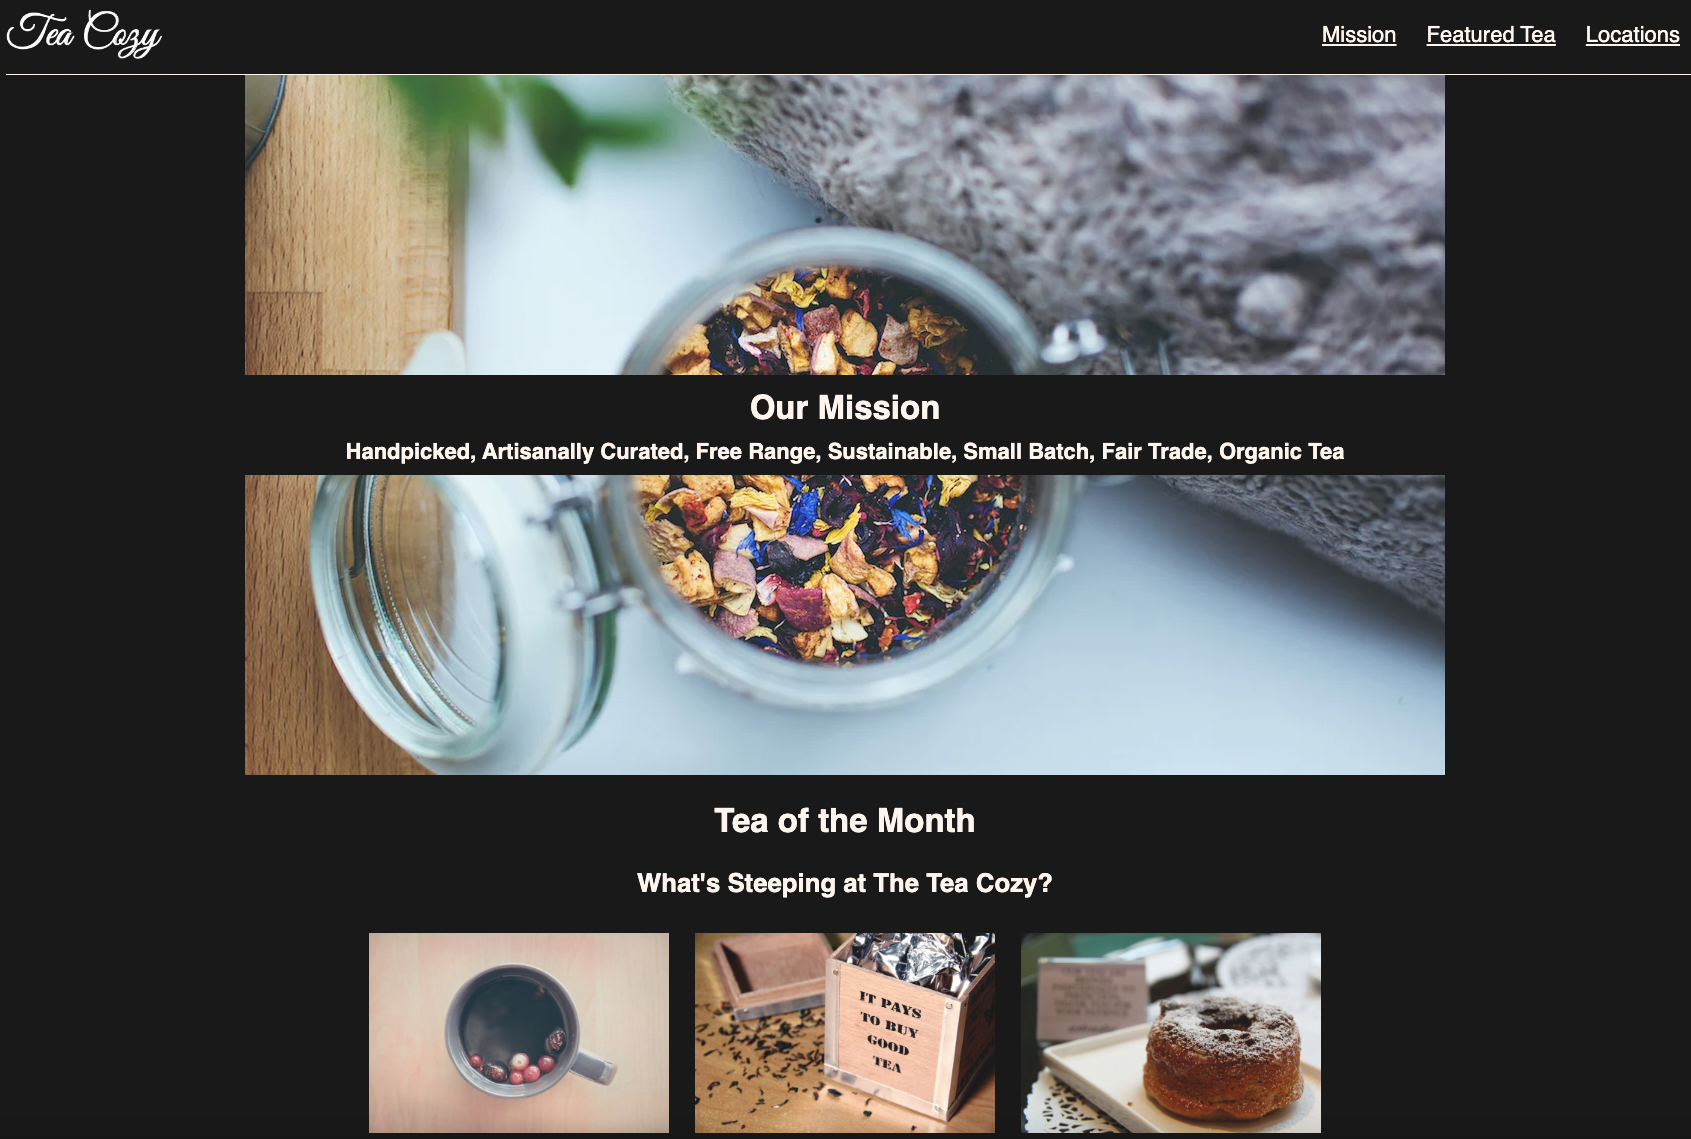 Tea Cozy
Mission Featured Tea Locations
Our Mission
Handpicked, Artisanally Curated, Free Range, Sustainable, Small Batch, Fair Trade, Organic Tea
Tea of the Month
What's Steeping at The Tea Cozy?
IT PAYS
TO BUY
GOOD
TEA